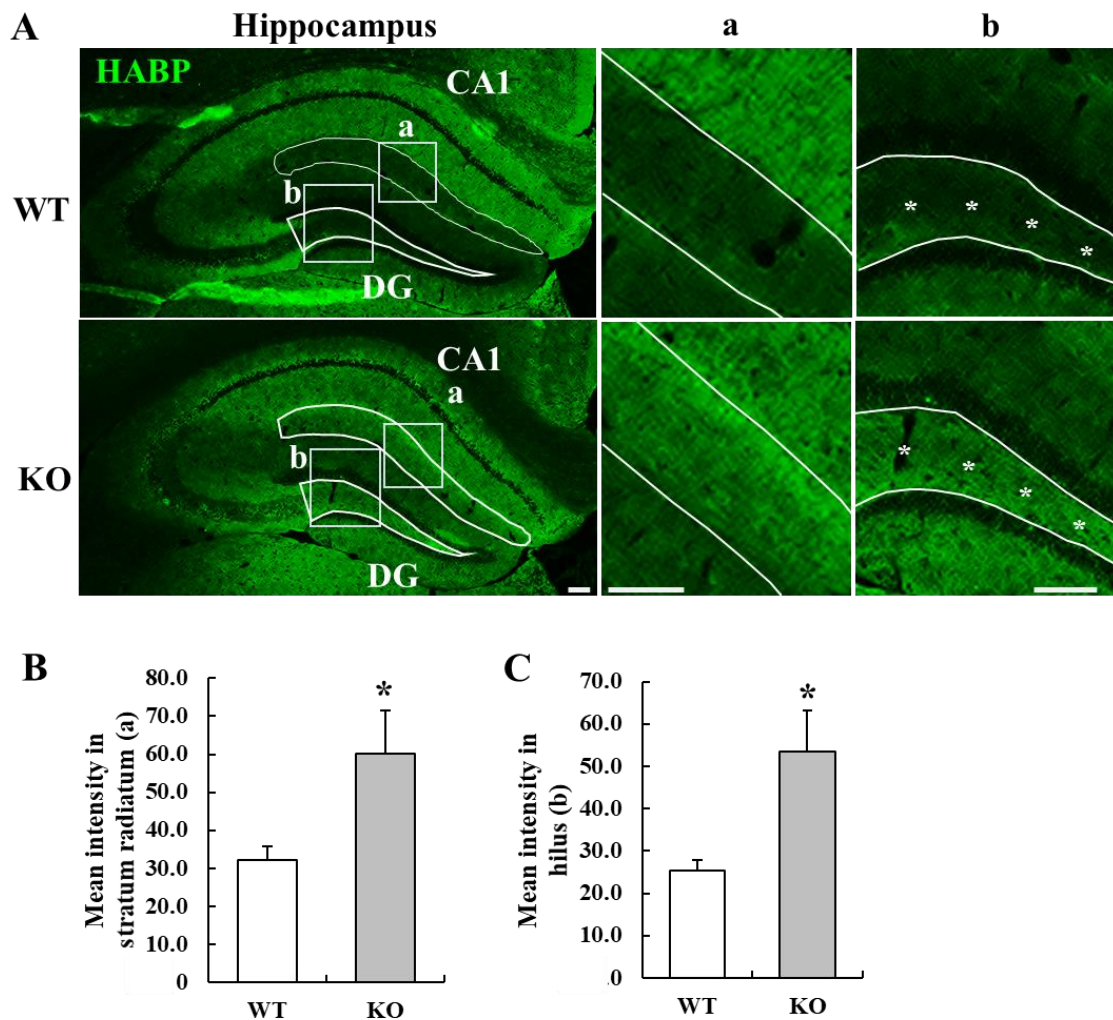 A
Hippocampus
a
b
HABP
CA1
a
b
WT
DG
* * * *
CA1
a
b
KO
DG
* * * *
B
Mean intensity in
stratum radiatum (a)
80.0
70.0
60.0
50.0
40.0
30.0
20.0
10.0
0
*
WT KO
C
Mean intensity in
hilus (b)
70.0
60.0
50.0
40.0
30.0
20.0
10.0
.0
*
WT KO